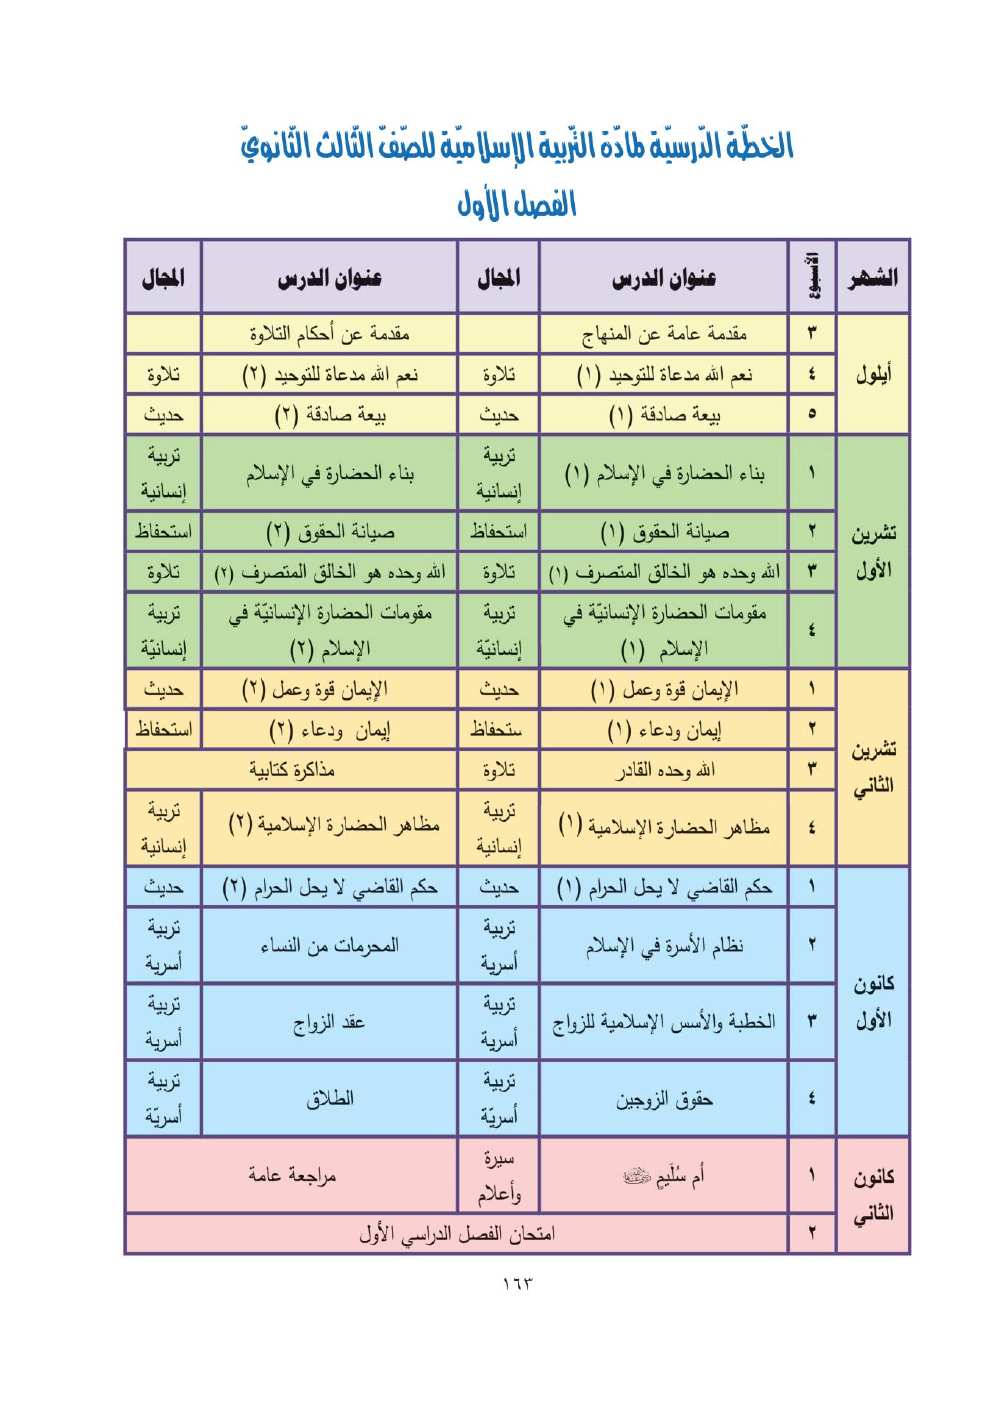 الخطّة الدّرسيّة لمادّة التّربية الإسلاميّة للصّفّ الثّالث الثّانويّ
الفصل الأول
الشهر الأسبوع عنوان الدرس المجال عنوان الدرس المجال
أيلول
٣ مقدمة عامة عن المنهاج مقدمة عن أحكام التلاوة
٤ نعم الله مدعاة للتوحيد (١) تلاوة نعم الله مدعاة للتوحيد (٢) تلاوة
٥ بيعة صادقة (١) حديث بيعة صادقة (٢) حديث
تشرين
الأول
١ بناء الحضارة في الإسلام (١) تربية إنسانية بناء الحضارة في الإسلام تربية إنسانية
٢ صيانة الحقوق (١) استحفاظ صيانة الحقوق (٢) استحفاظ
٣ الله وحده هو الخالق المتصرف (١) تلاوة الله وحده هو الخالق المتصرف (٢) تلاوة
٤ مقومات الحضارة الإنسانيّة في
الإسلام (١) تربية
إنسانيّة مقومات الحضارة الإنسانيّة في
الإسلام (٢) تربية
إنسانيّة
تشرين
الثاني
١ الإيمان قوة وعمل (١) حديث الإيمان قوة وعمل (٢) حديث
٢ إيمان ودعاء (١) ستحفاظ إيمان ودعاء (٢) استحفاظ
٣ الله وحده القادر تلاوة مذاكرة كتابية
٤ مظاهر الحضارة الإسلامية (١) تربية
إنسانية مظاهر الحضارة الإسلامية (٢) تربية
إنسانية
كانون
الأول
١ حكم القاضي لا يحل الحرام (١) حديث حكم القاضي لا يحل الحرام (٢) حديث
٢ نظام الأسرة في الإسلام تربية
أسرية المحرمات من النساء تربية
أسرية
٣ الخطبة والأسس الإسلامية للزواج تربية
أسرية عقد الزواج تربية
أسرية
٤ حقوق الزوجين تربية
أسريّة الطلاق تربية
أسريّة
كانون
الثاني
١ أم سُلَيمٍ سيرة
وأعلام مراجعة عامة
٢ امتحان الفصل الدراسي الأول
١٦٣